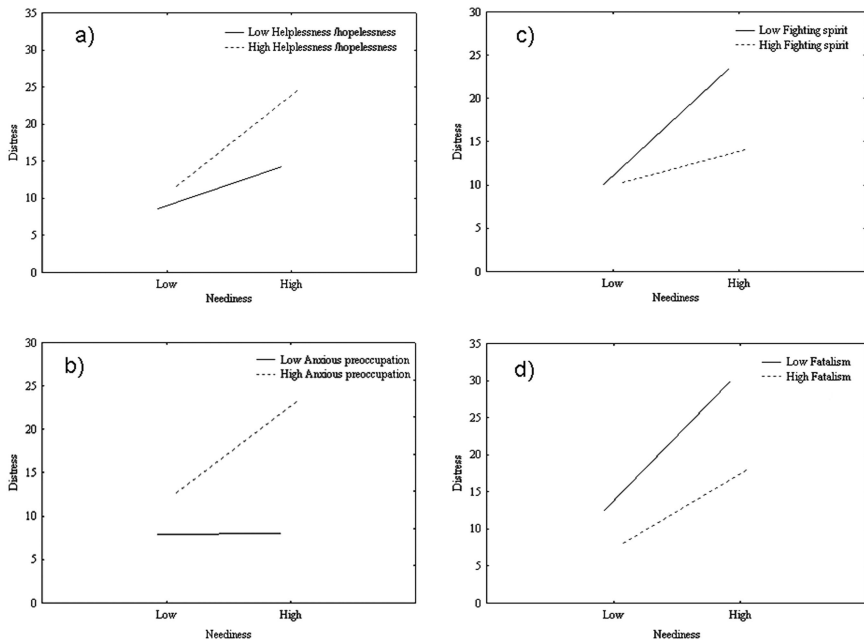 a)
Low Helplessness /hopelessness
High Helplessness /hopelessness
35
30
25
20
15
10
5
0
Distress
Low
High
Neediness
c)
Low Fighting spirit
High Fighting spirit
30
25
20
15
10
5
0
Distress
Low
High
Neediness
b)
Low Anxious preoccupation
High Anxious preoccupation
30
25
20
15
10
5
0
Distress
Low
High
Neediness
d)
Low Fatalism
High Fatalism
35
30
25
20
15
10
5
0
Distress
Low
High
Neediness